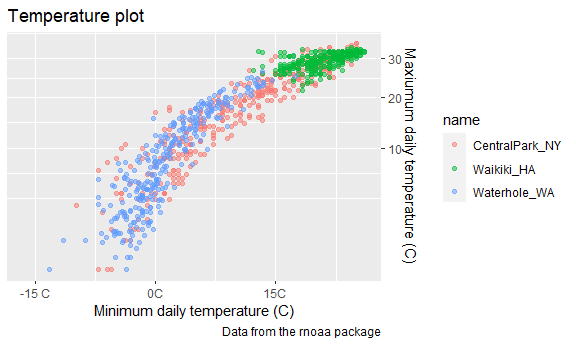 Temperature plot
30
20
10
Maxiumum daily temperature (C)
-15 C
0C
15C
Minimum daily temperature (C)
Data from the rnoaa package
name
CentralPark_NY
Waikiki_HA
Waterhole_WA